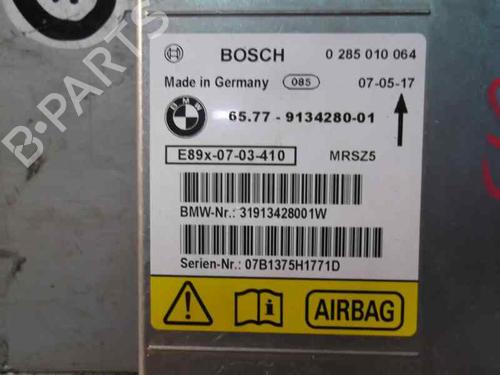 BOSCH 0 285 010 064
Made in Germany 085 07-05-17
BMW 65.77 - 9134280-01
E89x-07-03-410 MRSZ5
BMW-Nr.: 31913428001W
Serien-Nr.: 07B1375H1771D
AIRBAG
B-PARTS